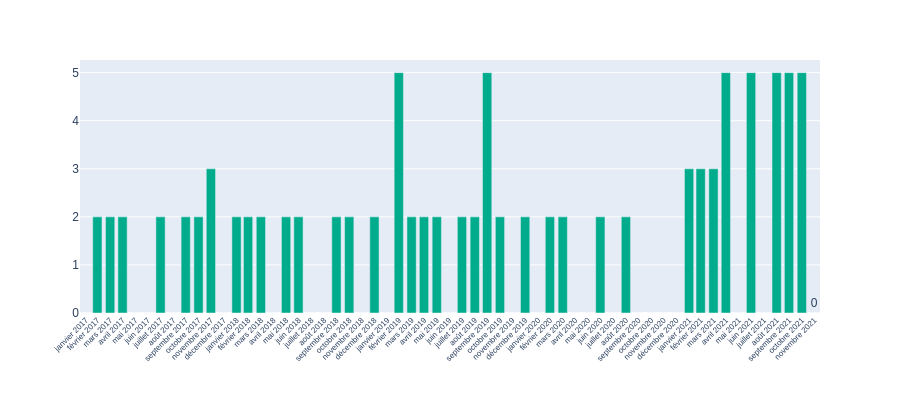 5
4
3
2
1
0
0
janvier 2017
février 2017
mars 2017
avril 2017
mai 2017
juin 2017
juillet 2017
août 2017
septembre 2017
octobre 2017
novembre 2017
décembre 2017
janvier 2018
février 2018
mars 2018
avril 2018
mai 2018
juin 2018
juillet 2018
août 2018
septembre 2018
octobre 2018
novembre 2018
décembre 2018
janvier 2019
février 2019
mars 2019
avril 2019
mai 2019
juin 2019
juillet 2019
août 2019
septembre 2019
octobre 2019
novembre 2019
décembre 2019
janvier 2020
février 2020
mars 2020
avril 2020
mai 2020
juin 2020
juillet 2020
août 2020
septembre 2020
octobre 2020
novembre 2020
décembre 2020
janvier 2021
février 2021
mars 2021
avril 2021
mai 2021
juin 2021
juillet 2021
août 2021
septembre 2021
octobre 2021
novembre 2021